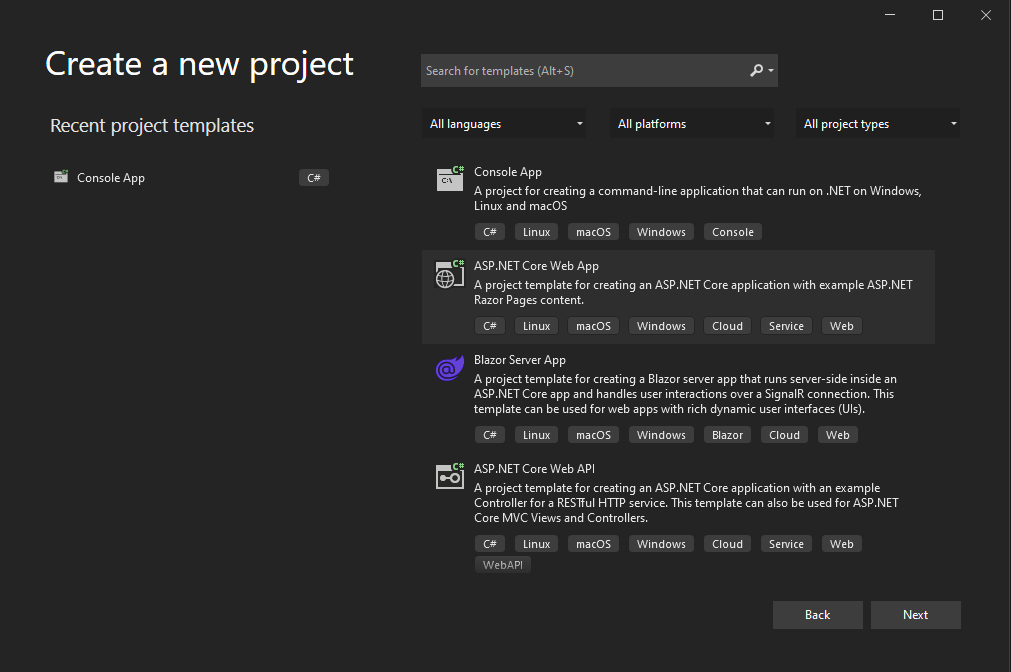 Create a new project
Search for templates (Alt+S)
Recent project templates
All languages
All platforms
All project types
Console App
C#
C#
C:\
Console App
A project for creating a command-line application that can run on .NET on Windows,
Linux and macOS
C# Linux macOS Windows Console
C#
ASP.NET Core Web App
A project template for creating an ASP.NET Core application with example ASP.NET
Razor Pages content.
C# Linux macOS Windows Cloud Service Web
@
Blazor Server App
A project template for creating a Blazor server app that runs server-side inside an
ASP.NET Core app and handles user interactions over a SignalR connection. This
template can be used for web apps with rich dynamic user interfaces (UIs).
C# Linux macOS Windows Blazor Cloud Web
C#
ASP.NET Core Web API
A project template for creating an ASP.NET Core application with an example
Controller for a RESTful HTTP service. This template can also be used for ASP.NET
Core MVC Views and Controllers.
C# Linux macOS Windows Cloud Service Web
WebAPI
Back
Next